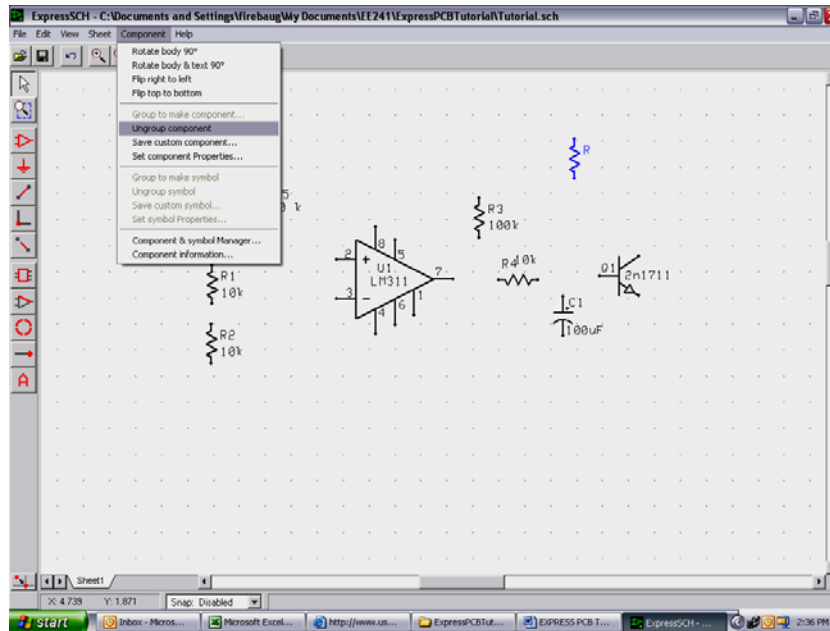 ExpressSCH - C:\Documents and Settings\firebaug\My Documents\EE241\ExpressPCBTutorial\Tutorial.sch
File Edit View Sheet Component Help
Rotate body 90°
Rotate body & text 90°
Flip right to left
Flip top to bottom
Group to make component...
Ungroup component
Save custom component...
Set component Properties...
Group to make symbol
Ungroup symbol
Save custom symbol...
Set symbol Properties...
Component & symbol Manager...
Component information...
R
5
k
R3
100k
8
2
5
+
U1
7
LM311
R4 10k
Q1
2n1711
R1
10k
3
-
6
1
4
C1
100uF
R2
10k
A
Sheet1
X: 4.739 Y: 1.871 Snap: Disabled
start Inbox - Micros... Microsoft Excel... http://www.us... ExpressPCBTut... EXPRESS PCB T... ExpressSCH - ... 2:36 PM